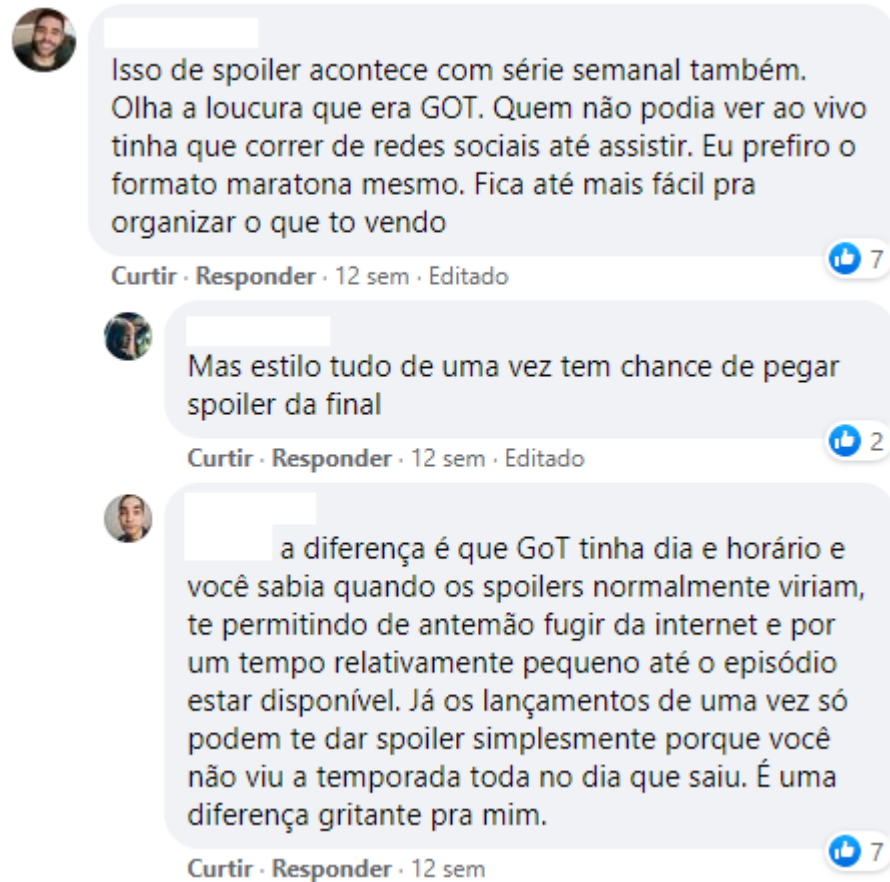 Isso de spoiler acontece com série semanal também.
Olha a loucura que era GOT. Quem não podia ver ao vivo
tinha que correr de redes sociais até assistir. Eu prefiro o
formato maratona mesmo. Fica até mais fácil pra
organizar o que to vendo
7
Curtir · Responder · 12 sem · Editado
Mas estilo tudo de uma vez tem chance de pegar
spoiler da final
2
Curtir · Responder · 12 sem · Editado
a diferença é que GoT tinha dia e horário e
você sabia quando os spoilers normalmente viriam,
te permitindo de antemão fugir da internet e por
um tempo relativamente pequeno até o episódio
estar disponível. Já os lançamentos de uma vez só
podem te dar spoiler simplesmente porque você
não viu a temporada toda no dia que saiu. É uma
diferença gritante pra mim.
7
Curtir · Responder · 12 sem